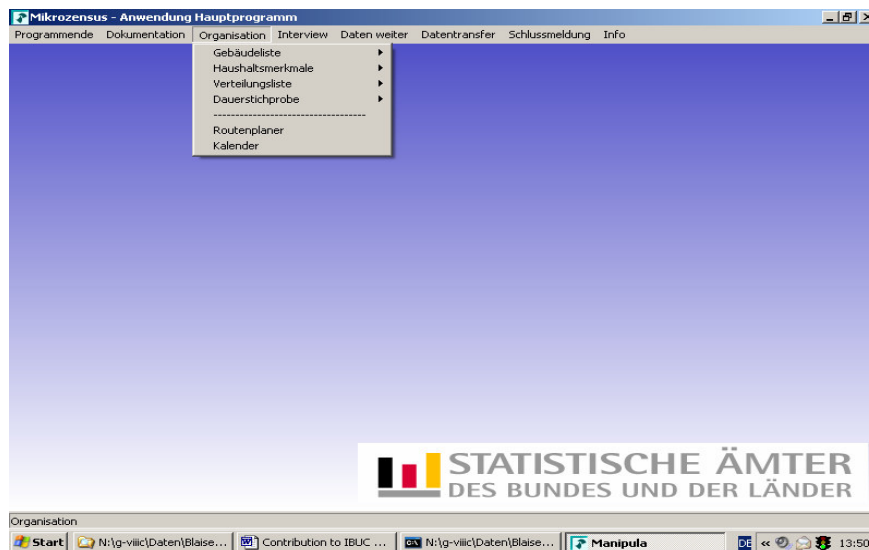 Mikrozensus - Anwendung Hauptprogramm
Programmende Dokumentation Organisation Interview Daten weiter Datentransfer Schlussmeldung Info
Gebäudeliste
Haushaltsmerkmale
Verteilungsliste
Dauerstichprobe
-----------------------------------
Routenplaner
Kalender
STATISTISCHE ÄMTER
DES BUNDES UND DER LÄNDER
Organisation
Start N:\g-viiic\Daten\Blaise... Contribution to IBUC ... N:\g-viiic\Daten\Blaise... Manipula DE « 13:50